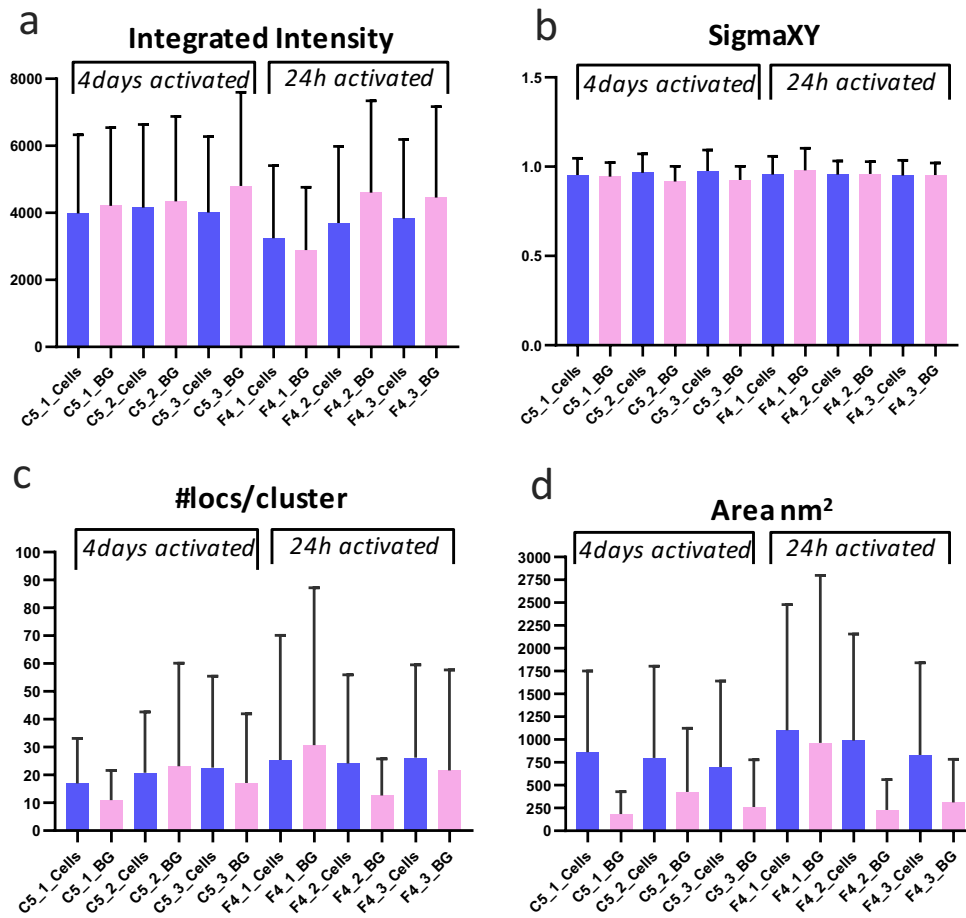 a
Integrated Intensity
4days activated
24h activated
8000
6000
4000
2000
0
C5_1_Cells
C5_1_BG
C5_2_Cells
C5_2_BG
C5_3_Cells
C5_3_BG
F4_1_Cells
F4_1_BG
F4_2_Cells
F4_2_BG
F4_3_Cells
F4_3_BG
b
SigmaXY
4days activated
24h activated
1.5
1.0
0.5
0.0
C5_1_Cells
C5_1_BG
C5_2_Cells
C5_2_BG
C5_3_Cells
C5_3_BG
F4_1_Cells
F4_1_BG
F4_2_Cells
F4_2_BG
F4_3_Cells
F4_3_BG
c
#locs/cluster
4days activated
24h activated
100
90
80
70
60
50
40
30
20
10
0
C5_1_Cells
C5_1_BG
C5_2_Cells
C5_2_BG
C5_3_Cells
C5_3_BG
F4_1_Cells
F4_1_BG
F4_2_Cells
F4_2_BG
F4_3_Cells
F4_3_BG
d
Area nm²
4days activated
24h activated
3000
2750
2500
2250
2000
1750
1500
1250
1000
750
500
250
0
C5_1_Cells
C5_1_BG
C5_2_Cells
C5_2_BG
C5_3_Cells
C5_3_BG
F4_1_Cells
F4_1_BG
F4_2_Cells
F4_2_BG
F4_3_Cells
F4_3_BG